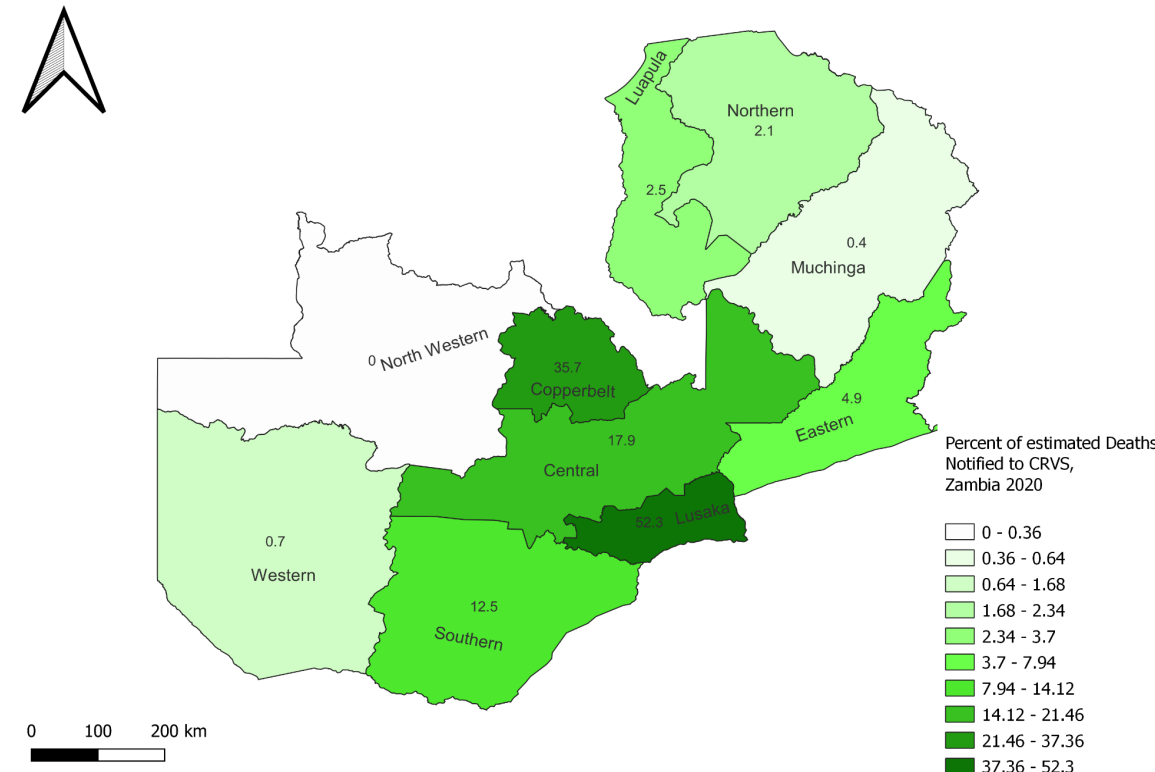 Luapula
Northern
2.1
2.5
0.4
Muchinga
0 North Western
35.7
Copperbelt
4.9
Eastern
17.9
Central
52.3 Lusaka
0.7
Western
12.5
Southern
Percent of estimated Deaths
Notified to CRVS,
Zambia 2020
0 - 0.36
0.36 - 0.64
0.64 - 1.68
1.68 - 2.34
2.34 - 3.7
3.7 - 7.94
7.94 - 14.12
14.12 - 21.46
21.46 - 37.36
37.36 - 52.3
0 100 200 km